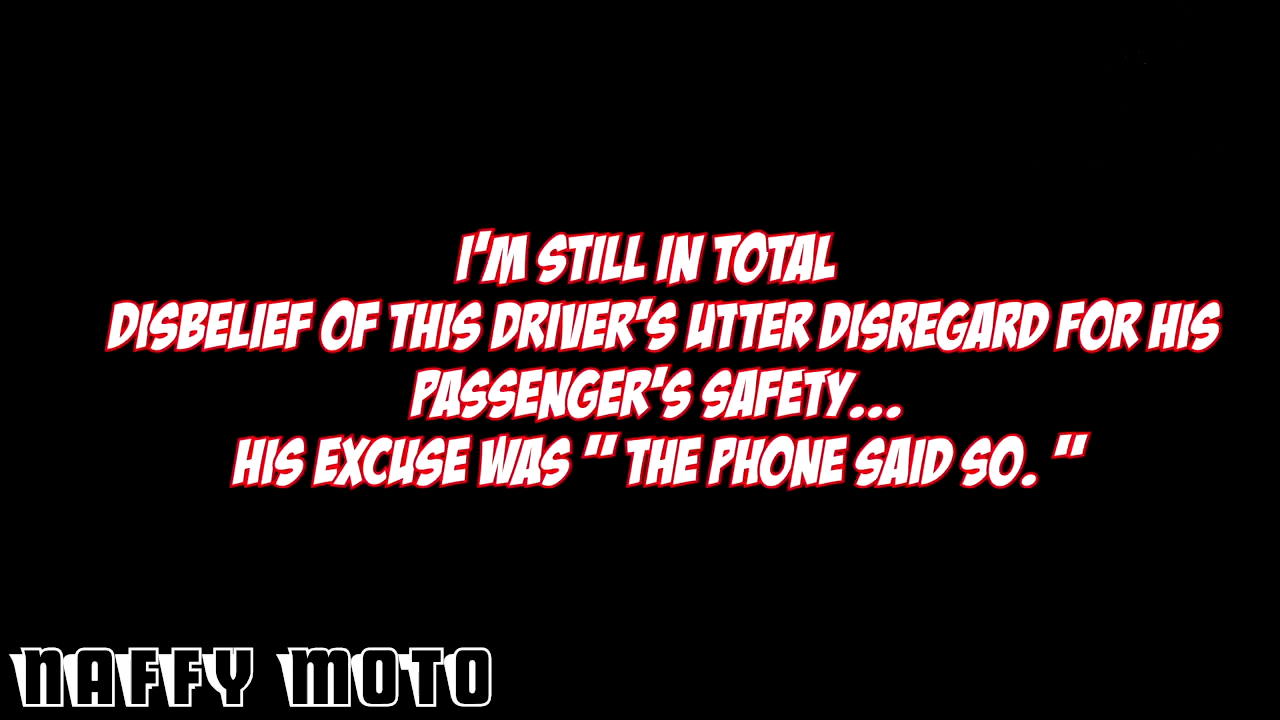 I'M STILL IN TOTAL
DISBELIEF OF THIS DRIVER'S UTTER DISREGARD FOR HIS
PASSENGER'S SAFETY...
HIS EXCUSE WAS " THE PHONE SAID SO. "
NAFFY MOTO